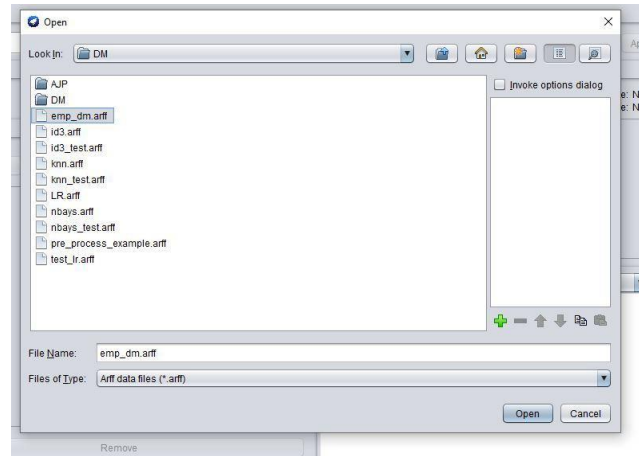 Open
Look In: DM
AJP
DM
emp_dm.arff
id3.arff
id3_test.arff
knn.arff
knn_test.arff
LR.arff
nbays.arff
nbays_test.arff
pre_process_example.arff
test_lr.arff
Invoke options dialog
File Name: emp_dm.arff
Files of Type: Arff data files (*.arff)
Open Cancel
Remove